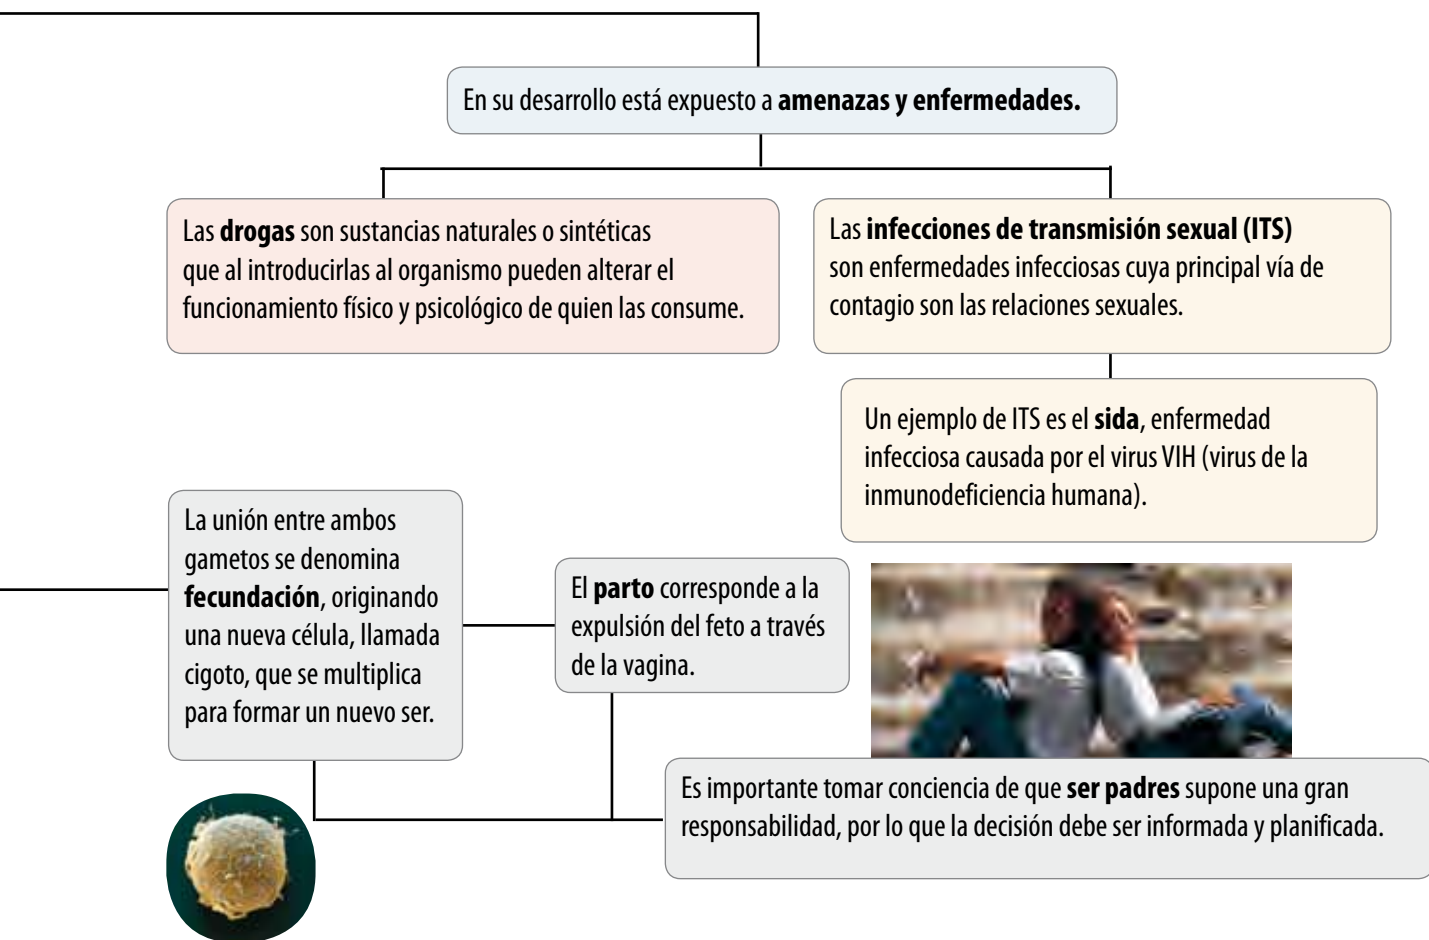 En su desarrollo está expuesto a amenazas y enfermedades.
Las drogas son sustancias naturales o sintéticas
que al introducirlas al organismo pueden alterar el
funcionamiento físico y psicológico de quien las consume.
Las infecciones de transmisión sexual (ITS)
son enfermedades infecciosas cuya principal vía de
contagio son las relaciones sexuales.
Un ejemplo de ITS es el sida, enfermedad
infecciosa causada por el virus VIH (virus de la
inmunodeficiencia humana).
La unión entre ambos
gametos se denomina
fecundación, originando
una nueva célula, llamada
cigoto, que se multiplica
para formar un nuevo ser.
El parto corresponde a la
expulsión del feto a través
de la vagina.
Es importante tomar conciencia de que ser padres supone una gran
responsabilidad, por lo que la decisión debe ser informada y planificada.